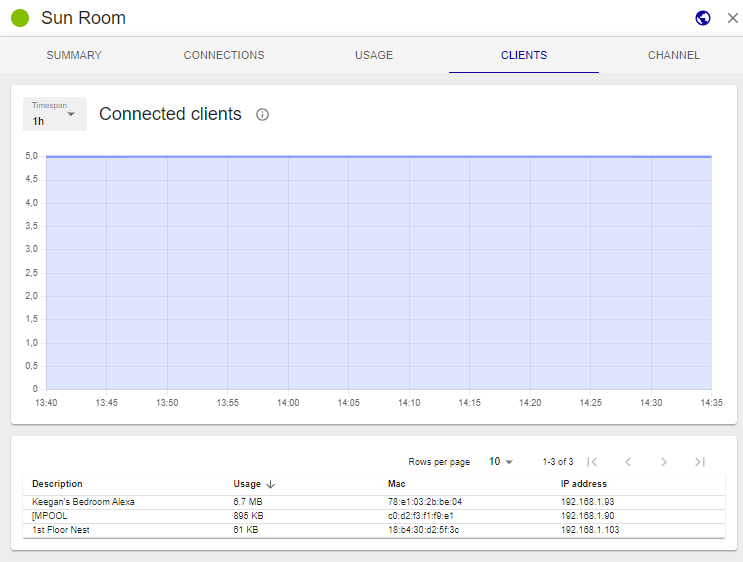 Sun Room
SUMMARY CONNECTIONS USAGE CLIENTS CHANNEL
Timespan
1h
Connected clients
5,0
4,5
4,0
3,5
3,0
2,5
2,0
1,5
1,0
0,5
0
13:40 13:45 13:50 13:55 14:00 14:05 14:10 14:15 14:20 14:25 14:30 14:35
Rows per page 10 1-3 of 3
Description Usage Mac IP address
Keegan's Bedroom Alexa 6.7 MB 78:e1:03:2b:be:04 192.168.1.93
[MPOOL 895 KB c0:d2:f3:f1:f9:e1 192.168.1.90
1st Floor Nest 61 KB 18:b4:30:d2:5f:3c 192.168.1.103